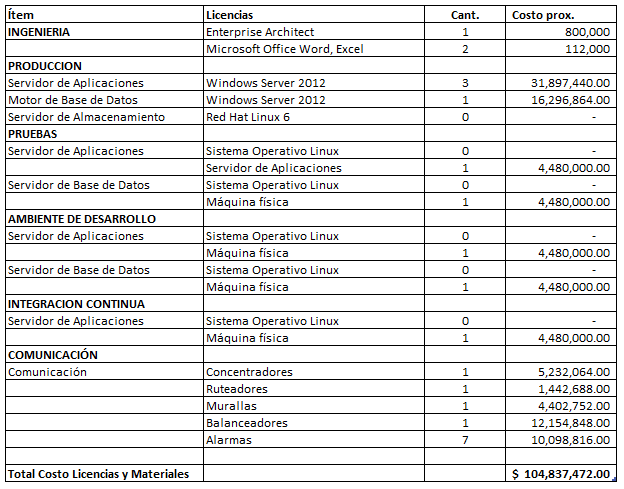 Ítem Licencias Cant. Costo prox.
INGENIERIA Enterprise Architect 1 800,000
Microsoft Office Word, Excel 2 112,000
PRODUCCION
Servidor de Aplicaciones Windows Server 2012 3 31,897,440.00
Motor de Base de Datos Windows Server 2012 1 16,296,864.00
Servidor de Almacenamiento Red Hat Linux 6 0 -
PRUEBAS
Servidor de Aplicaciones Sistema Operativo Linux 0 -
Servidor de Aplicaciones 1 4,480,000.00
Servidor de Base de Datos Sistema Operativo Linux 0 -
Máquina física 1 4,480,000.00
AMBIENTE DE DESARROLLO
Servidor de Aplicaciones Sistema Operativo Linux 0 -
Máquina física 1 4,480,000.00
Servidor de Base de Datos Sistema Operativo Linux 0 -
Máquina física 1 4,480,000.00
INTEGRACION CONTINUA
Servidor de Aplicaciones Sistema Operativo Linux 0 -
Máquina física 1 4,480,000.00
COMUNICACIÓN
Comunicación Concentradores 1 5,232,064.00
Ruteadores 1 1,442,688.00
Murallas 1 4,402,752.00
Balanceadores 1 12,154,848.00
Alarmas 7 10,098,816.00
Total Costo Licencias y Materiales $ 104,837,472.00